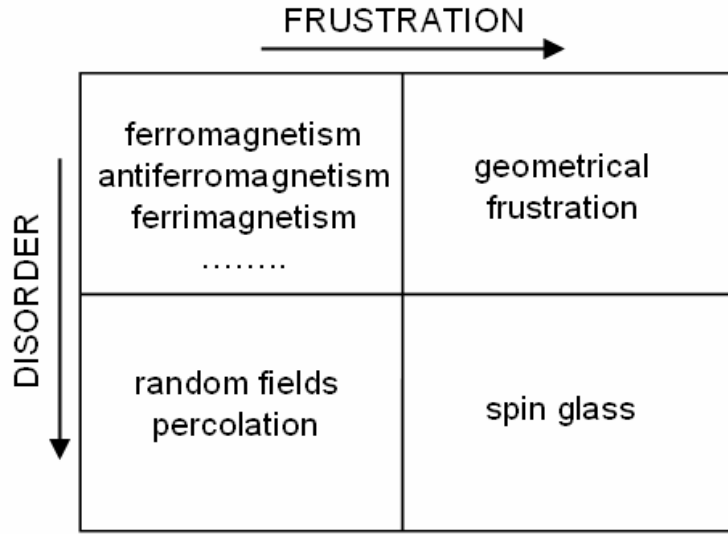 FRUSTRATION
ferromagnetism
antiferromagnetism
ferrimagnetism
........
geometrical
frustration
DISORDER
random fields
percolation
spin glass